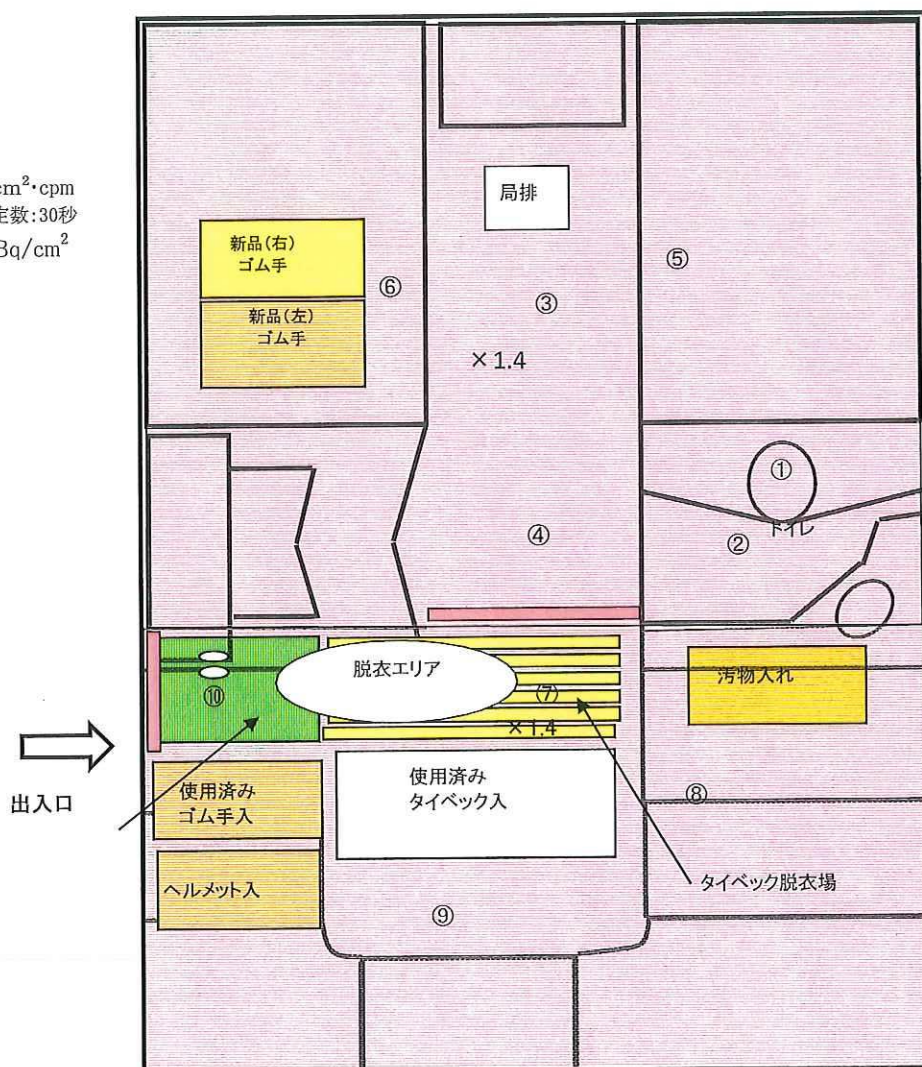 cm²・cpm
定数:30秒
Bq/cm²
局排
新品(右)
ゴム手
⑥
新品(左)
ゴム手
③
⑤
×1.4
①
トイレ
②
④
脱衣エリア
⑦
×1.4
⑩
汚物入れ
出入口
使用済み
ゴム手入
使用済み
タイベック入
⑧
ヘルメット入
タイベック脱衣場
⑨